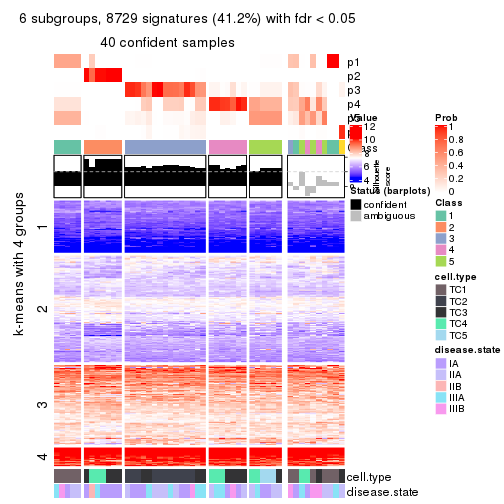 6 subgroups, 8729 signatures (41.2%) with fdr < 0.05
40 confident samples
p1
p2
p3
p4
k-means with 4 groups
1
2
3
4
cell.type
disease.state
Value
12
10
8
6
4
Silhouette
score
Status (barplots)
confident
ambiguous
Prob
1
0.8
0.6
0.4
0.2
0
Class
1
2
3
4
5
cell.type
TC1
TC2
TC3
TC4
TC5
disease.state
IA
IIA
IIB
IIIA
IIIB